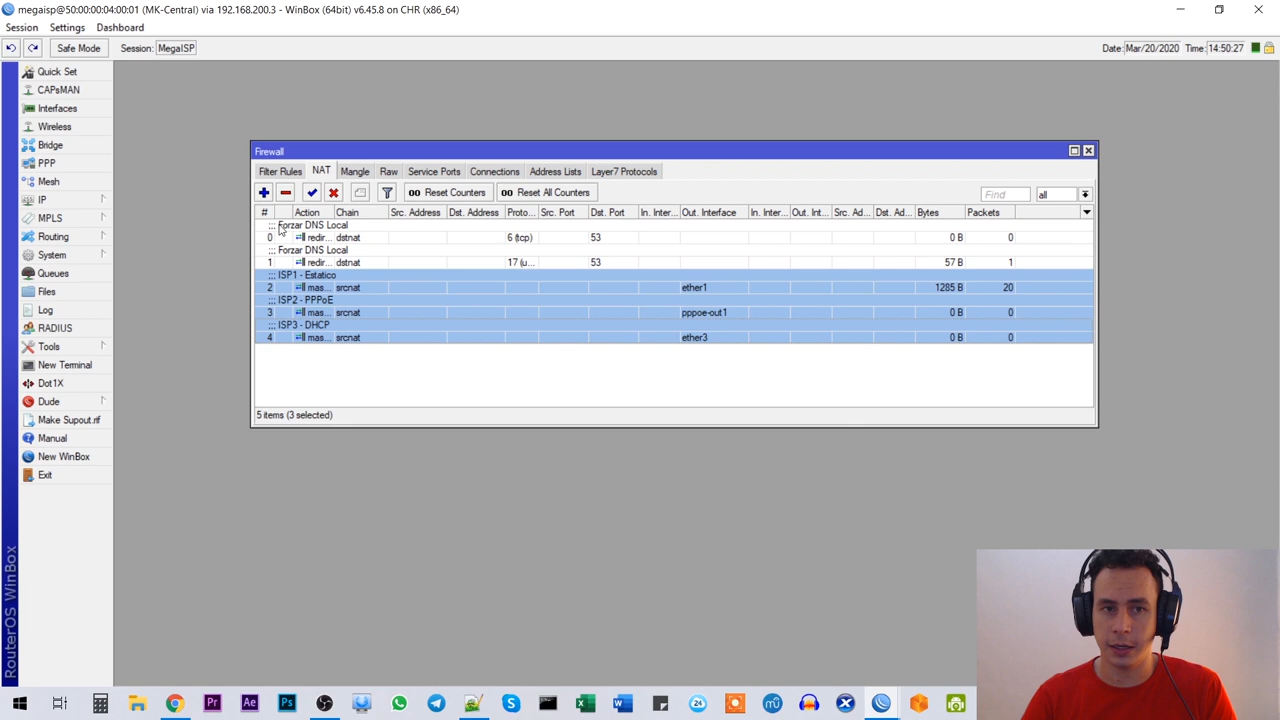 megaisp@50:00:00:04:00:01 (MK-Central) via 192.168.200.3 - WinBox (64bit) v6.45.8 on CHR (x86_64)
Session Settings Dashboard
Safe Mode Session: MegaISP Date: Mar/20/2020 Time: 14:50:27
Quick Set
CAPsMAN
Interfaces
Wireless
Bridge
PPP
Mesh
IP
MPLS
Routing
System
Queues
Files
Log
RADIUS
Tools
New Terminal
Dot1X
Dude
Make Supout.rif
Manual
New WinBox
Exit
RouterOS WinBox
Firewall
Filter Rules NAT Mangle Raw Service Ports Connections Address Lists Layer7 Protocols
00 Reset Counters 00 Reset All Counters Find all
# Action Chain Src. Address Dst. Address Proto... Src. Port Dst. Port In. Inter... Out. Interface In. Inter... Out. Int... Src. Ad... Dst. Ad... Bytes Packets
;;; Forzar DNS Local
0 redir... dstnat 6 (tcp) 53 0 B 0
;;; Forzar DNS Local
1 redir... dstnat 17 (u... 53 57 B 1
;;; ISP1 - Estatico
2 mas... srcnat ether1 1285 B 20
;;; ISP2 - PPPoE
3 mas... srcnat pppoe-out1 0 B 0
;;; ISP3 - DHCP
4 mas... srcnat ether3 0 B 0
5 items (3 selected)
Pr Ae Ps 24